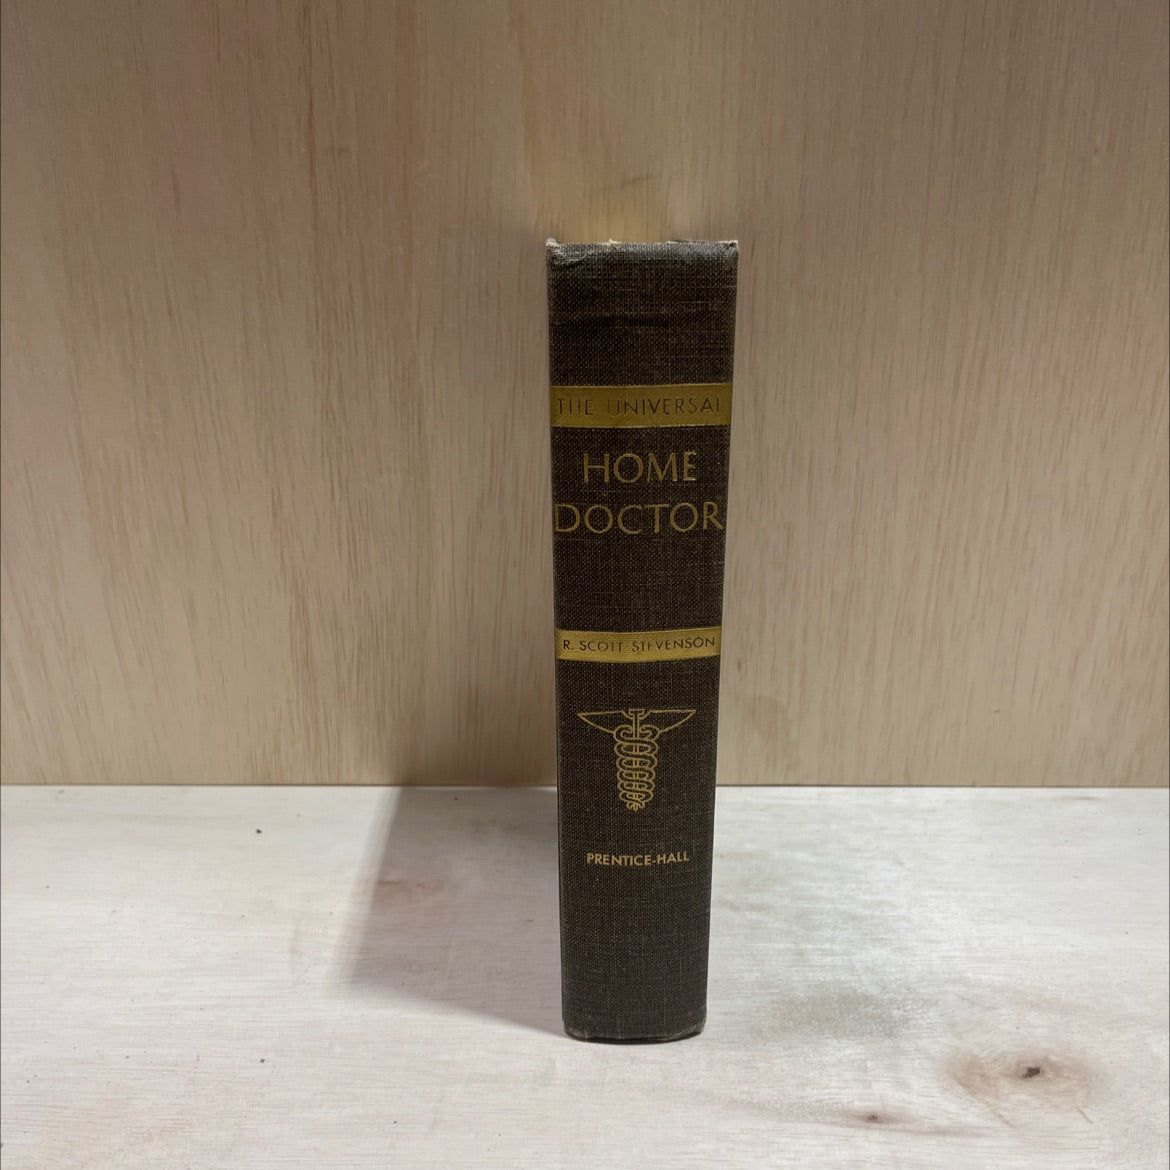 THE UNIVERSAL
HOME
DOCTOR
R. SCOTT STEVENSON
PRENTICE-HALL